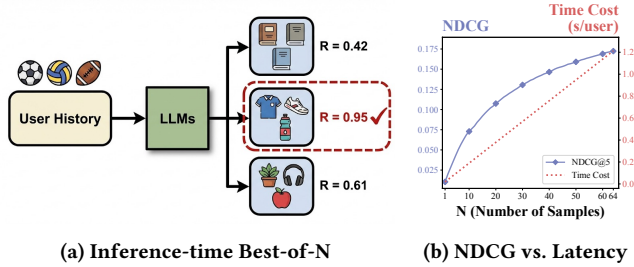 User History
LLMs
R = 0.42
R = 0.95
R = 0.61
(a) Inference-time Best-of-N
NDCG
Time Cost
(s/user)
0.175
0.150
0.125
0.100
0.075
0.050
0.025
1.2
1.0
0.8
0.6
0.4
0.2
0.0
NDCG@5
Time Cost
1 10 20 30 40 50 60 64
N (Number of Samples)
(b) NDCG vs. Latency